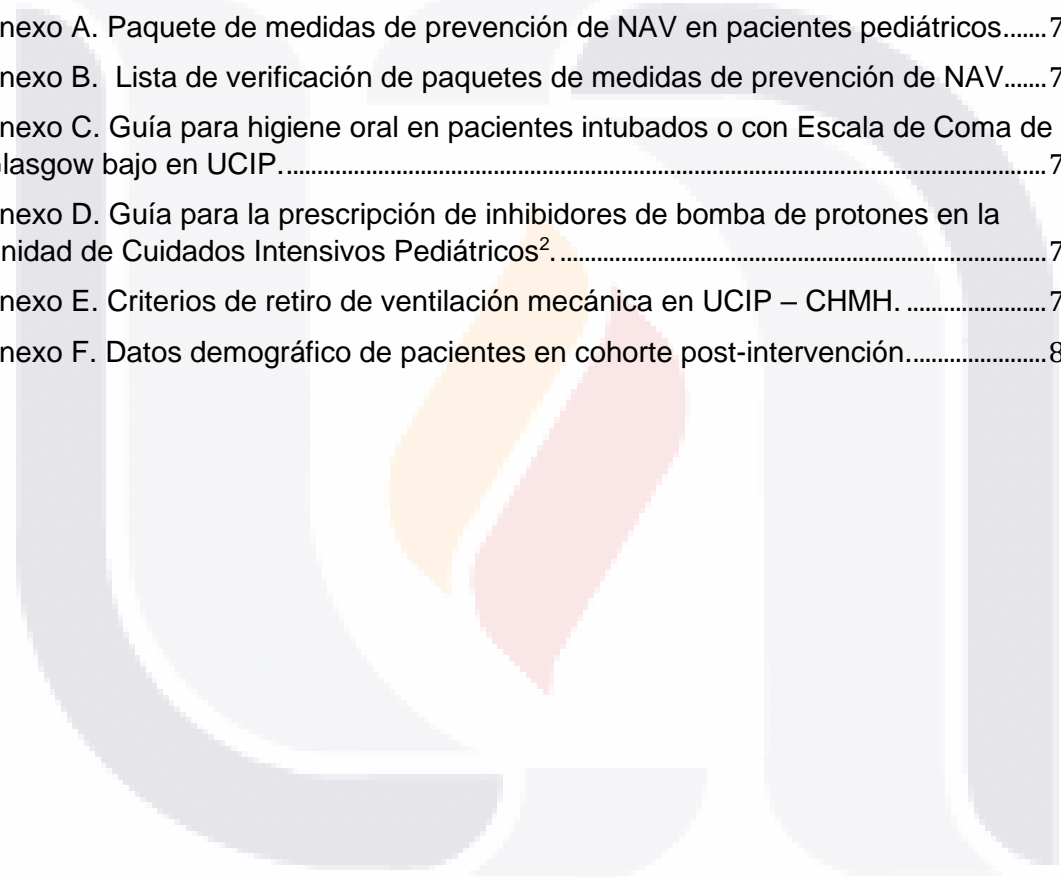 nexo A. Paquete de medidas de prevención de NAV en pacientes pediátricos.......7
nexo B.  Lista de verificación de paquetes de medidas de prevención de NAV.......7
nexo C. Guía para higiene oral en pacientes intubados o con Escala de Coma de
lasgow bajo en UCIP. ....................7
nexo D. Guía para la prescripción de inhibidores de bomba de protones en la
nidad de Cuidados Intensivos Pediátricos². ....................7
nexo E. Criterios de retiro de ventilación mecánica en UCIP – CHMH. ....................7
nexo F. Datos demográfico de pacientes en cohorte post-intervención.....................8